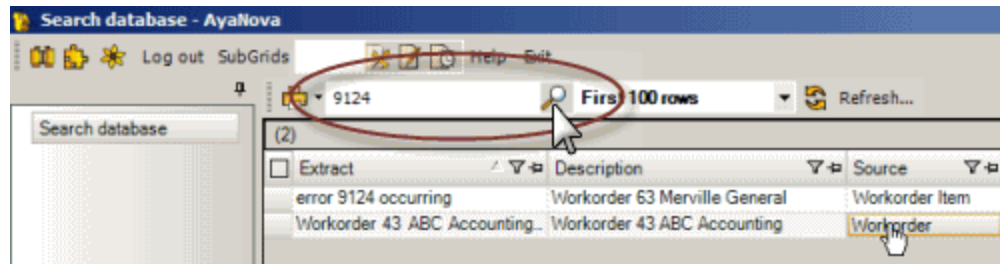 Search database - AyaNova
Log out SubGrids Help Exit
9124 First 100 rows Refresh...
Search database
(2)
Extract Description Source
error 9124 occurring Workorder 63 Merville General Workorder Item
Workorder 43 ABC Accounting... Workorder 43 ABC Accounting Workorder